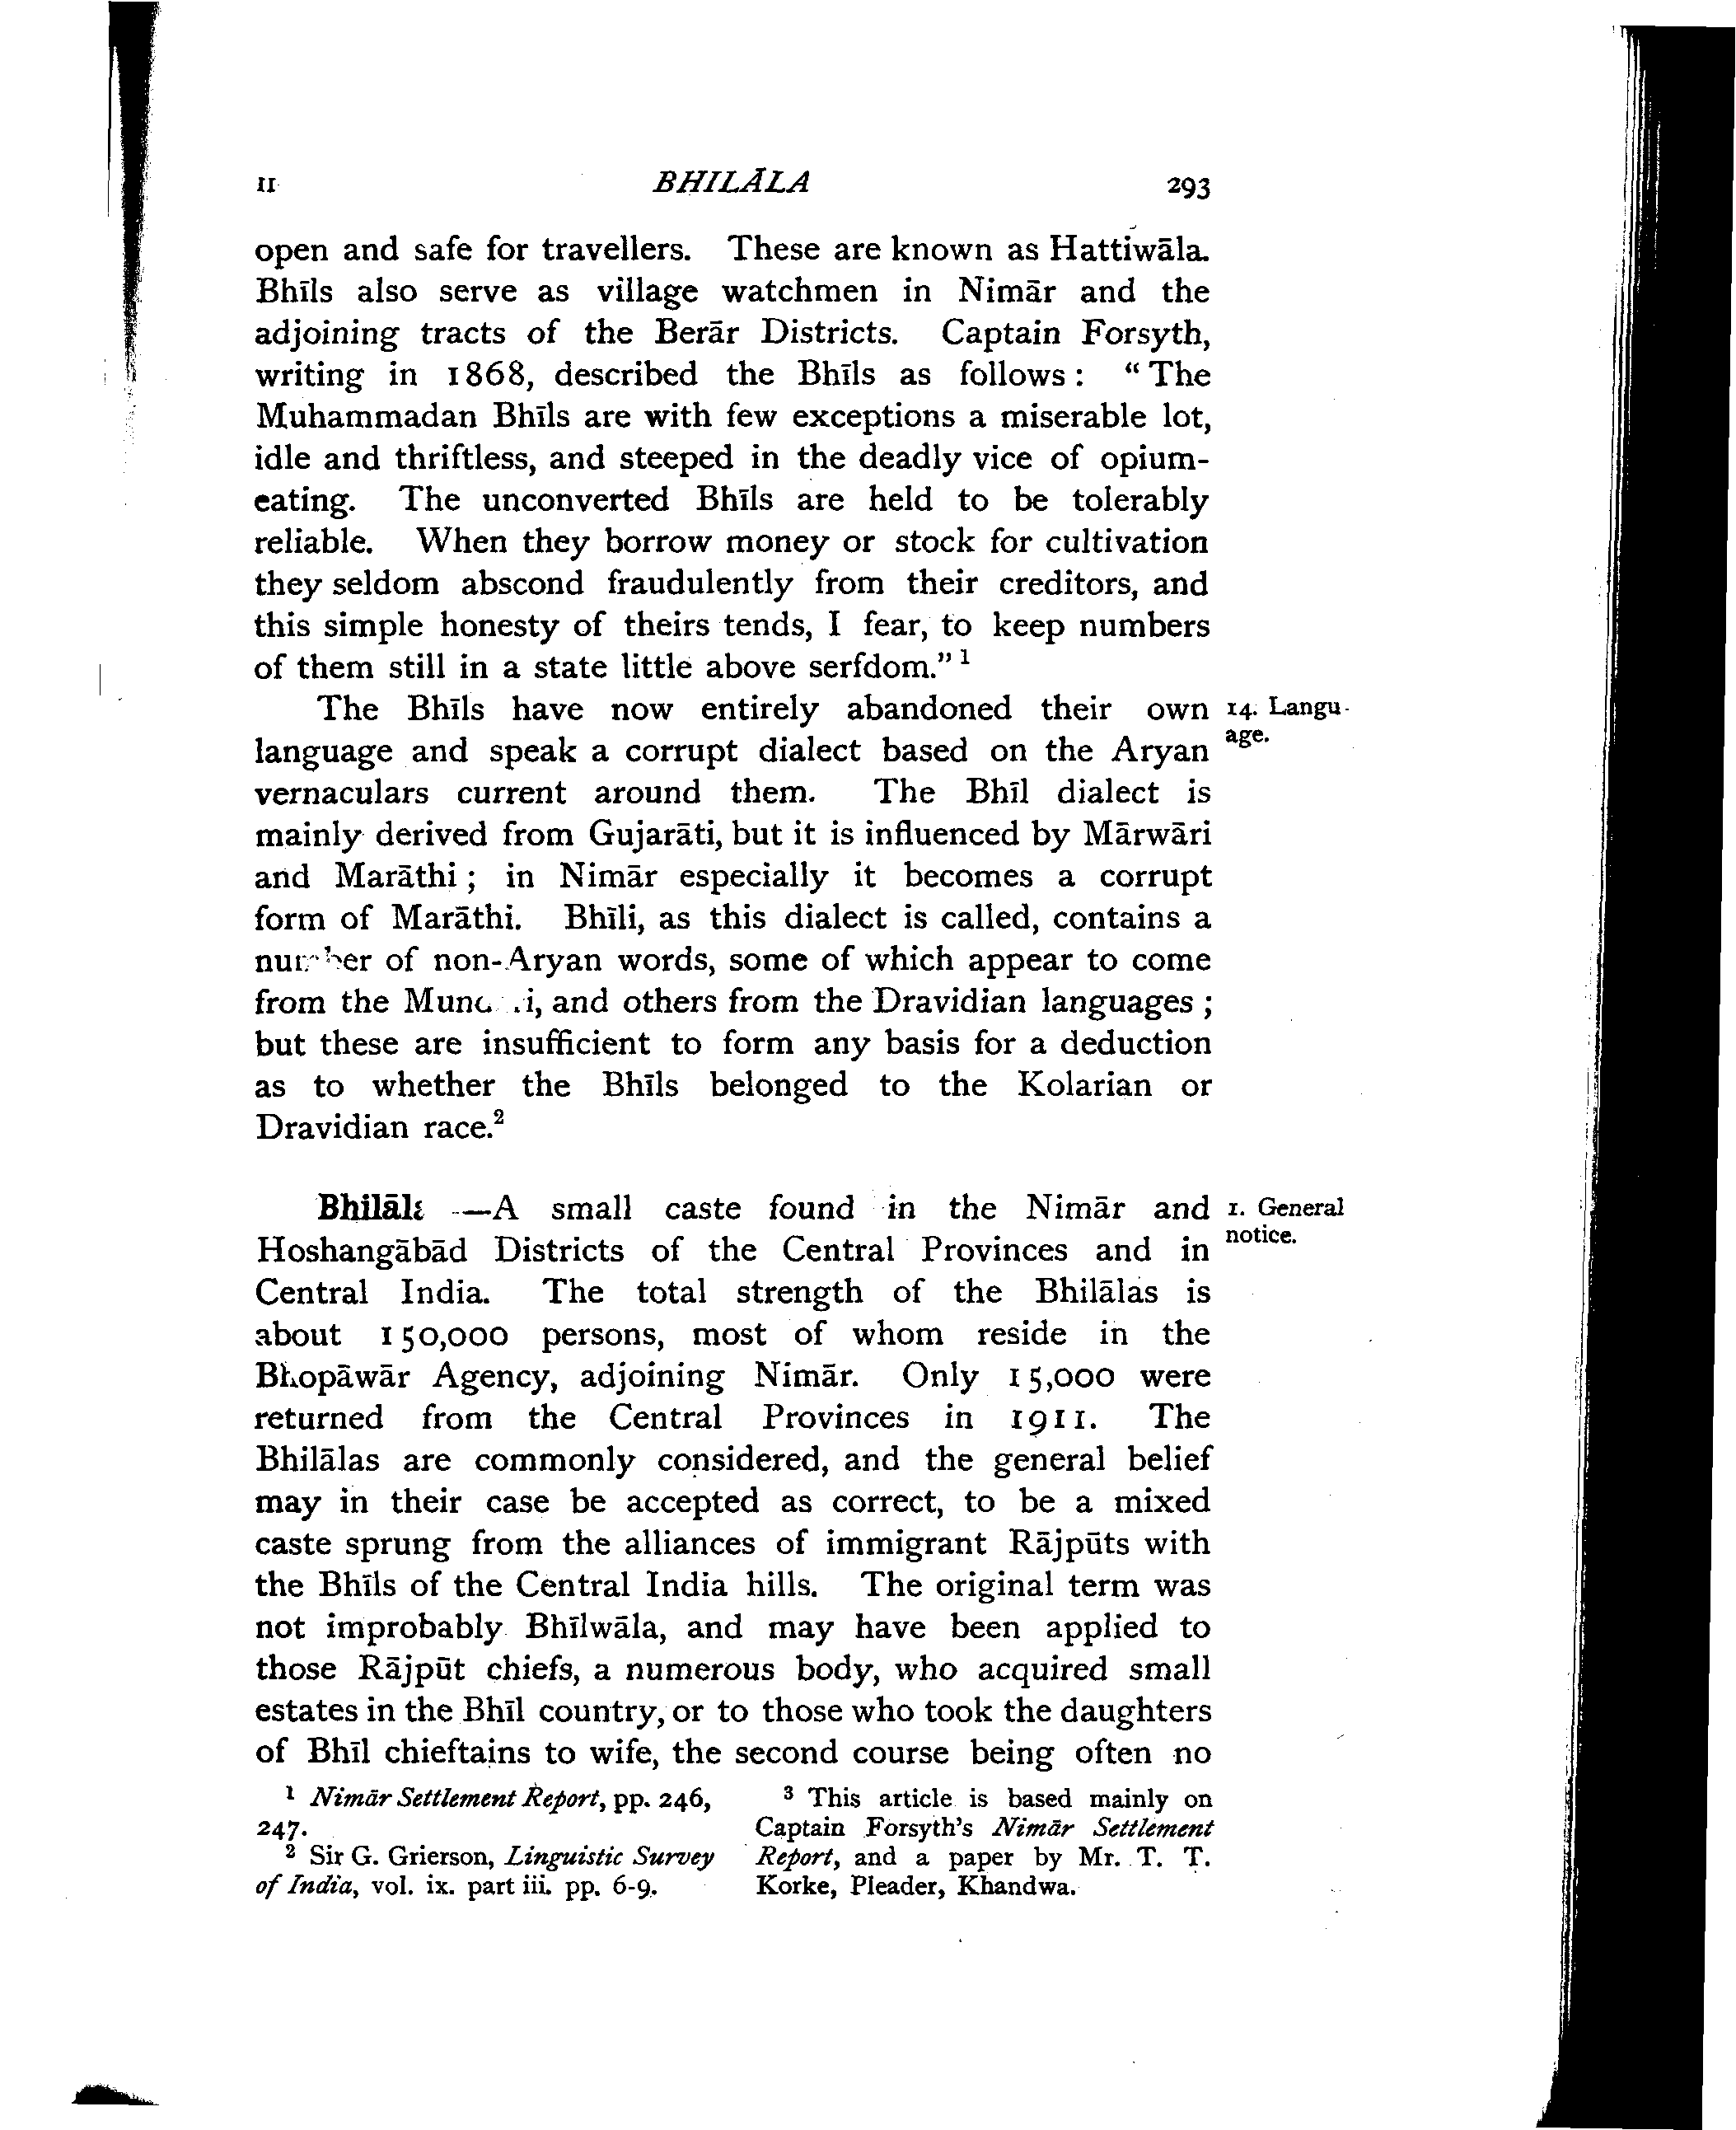 II BHILĀLA 293
open and safe for travellers. These are known as Hattiwāla.
Bhīls also serve as village watchmen in Nimār and the
adjoining tracts of the Berār Districts. Captain Forsyth,
writing in 1868, described the Bhīls as follows: “The
Muhammadan Bhīls are with few exceptions a miserable lot,
idle and thriftless, and steeped in the deadly vice of opium-
eating. The unconverted Bhīls are held to be tolerably
reliable. When they borrow money or stock for cultivation
they seldom abscond fraudulently from their creditors, and
this simple honesty of theirs tends, I fear, to keep numbers
of them still in a state little above serfdom.” 1
The Bhīls have now entirely abandoned their own
14. Langu-
age.
language and speak a corrupt dialect based on the Aryan
vernaculars current around them. The Bhīl dialect is
mainly derived from Gujarāti, but it is influenced by Mārwāri
and Marāthi; in Nimār especially it becomes a corrupt
form of Marāthi. Bhīli, as this dialect is called, contains a
number of non-Aryan words, some of which appear to come
from the and others from the Dravidian languages;
but these are insufficient to form any basis for a deduction
as to whether the Bhīls belonged to the Kolarian or
Dravidian race.2
—A small caste found in the Nimār and
1. General
notice.
Hoshangābād Districts of the Central Provinces and in
Central India. The total strength of the Bhilālas is
about 150,000 persons, most of whom reside in the
Bhopāwār Agency, adjoining Nimār. Only 15,000 were
returned from the Central Provinces in 1911. The
Bhilālas are commonly considered, and the general belief
may in their case be accepted as correct, to be a mixed
caste sprung from the alliances of immigrant Rājpūts with
the Bhīls of the Central India hills. The original term was
not improbably Bhīlwāla, and may have been applied to
those Rājpūt chiefs, a numerous body, who acquired small
estates in the Bhīl country, or to those who took the daughters
of Bhīl chieftains to wife, the second course being often no
1 Nimār Settlement Report, pp. 246,
247.
2 Sir G. Grierson, Linguistic Survey
of India, vol. ix. part iii. pp. 6-9.
3 This article is based mainly on
Captain Forsyth's Nimār Settlement
Report, and a paper by Mr. T. T.
Korke, Pleader, Khandwa.